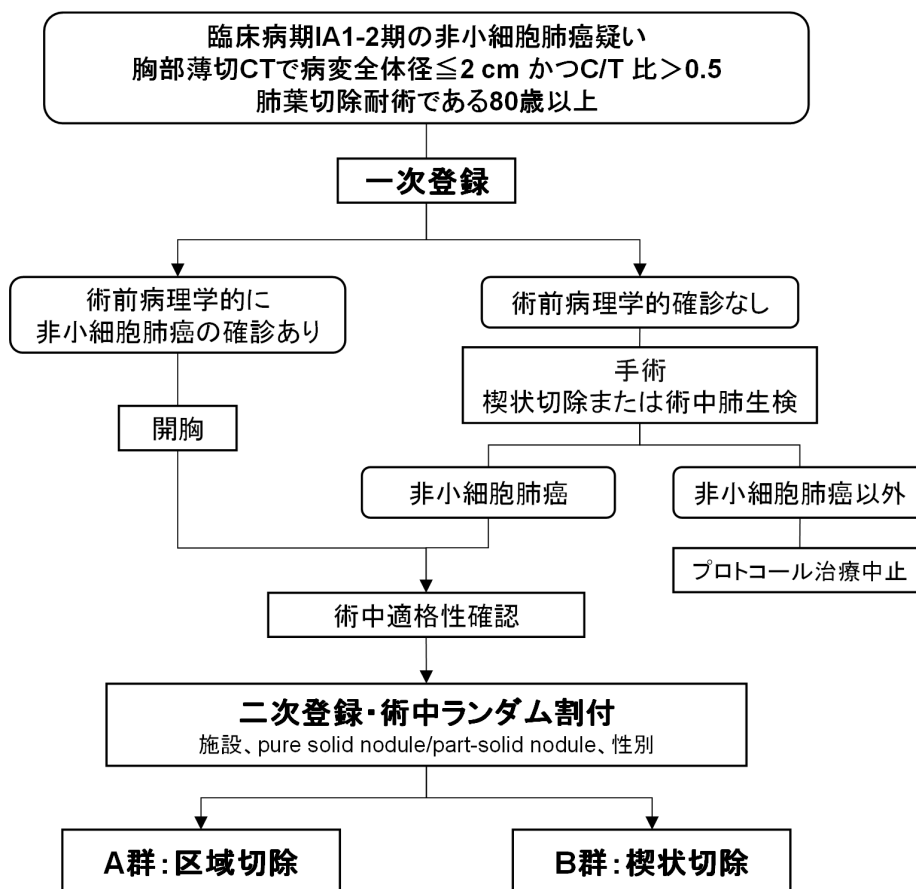 臨床病期IA1-2期の非小細胞肺癌疑い
胸部薄切CTで病変全体径≦2 cm かつC/T 比＞0.5
肺葉切除耐術である80歳以上
一次登録
術前病理学的に
非小細胞肺癌の確診あり
術前病理学的確診なし
手術
楔状切除または術中肺生検
開胸
非小細胞肺癌
非小細胞肺癌以外
プロトコール治療中止
術中適格性確認
二次登録・術中ランダム割付
施設、pure solid nodule/part-solid nodule、性別
A群：区域切除
B群：楔状切除